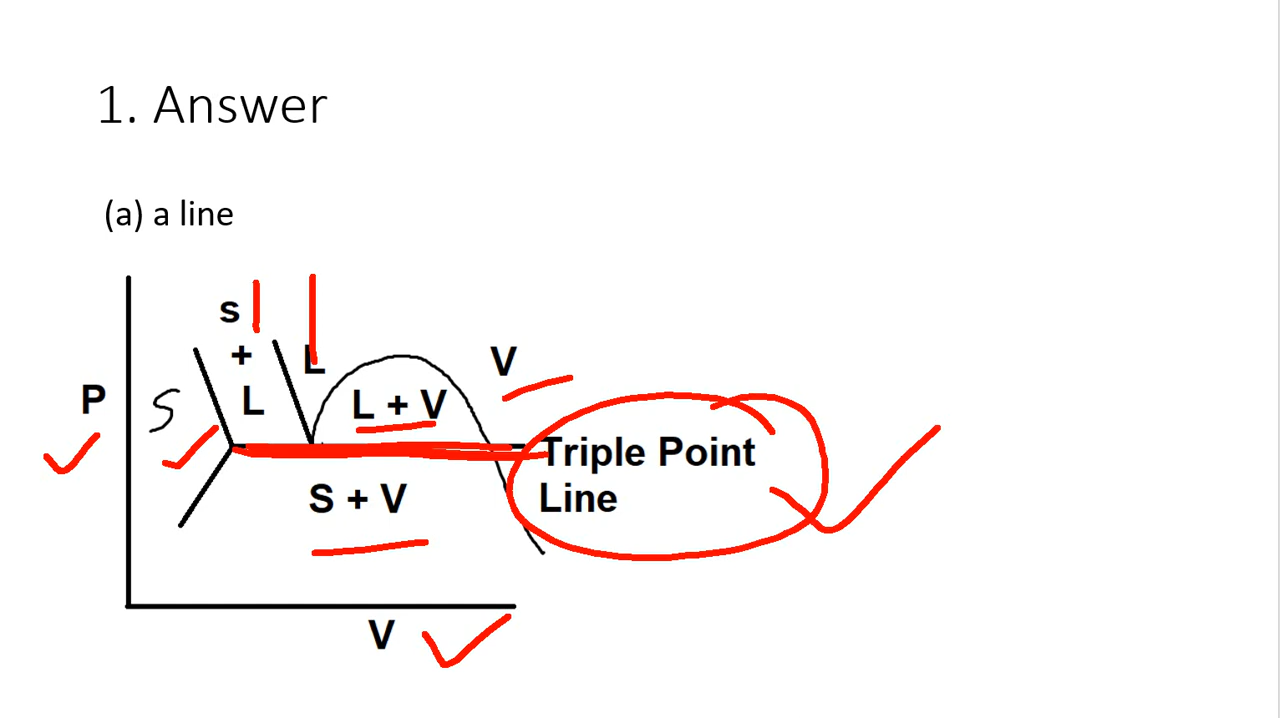 1. Answer
(a) a line
s
+
L
L
V
P
S
L + V
Triple Point
Line
S + V
V